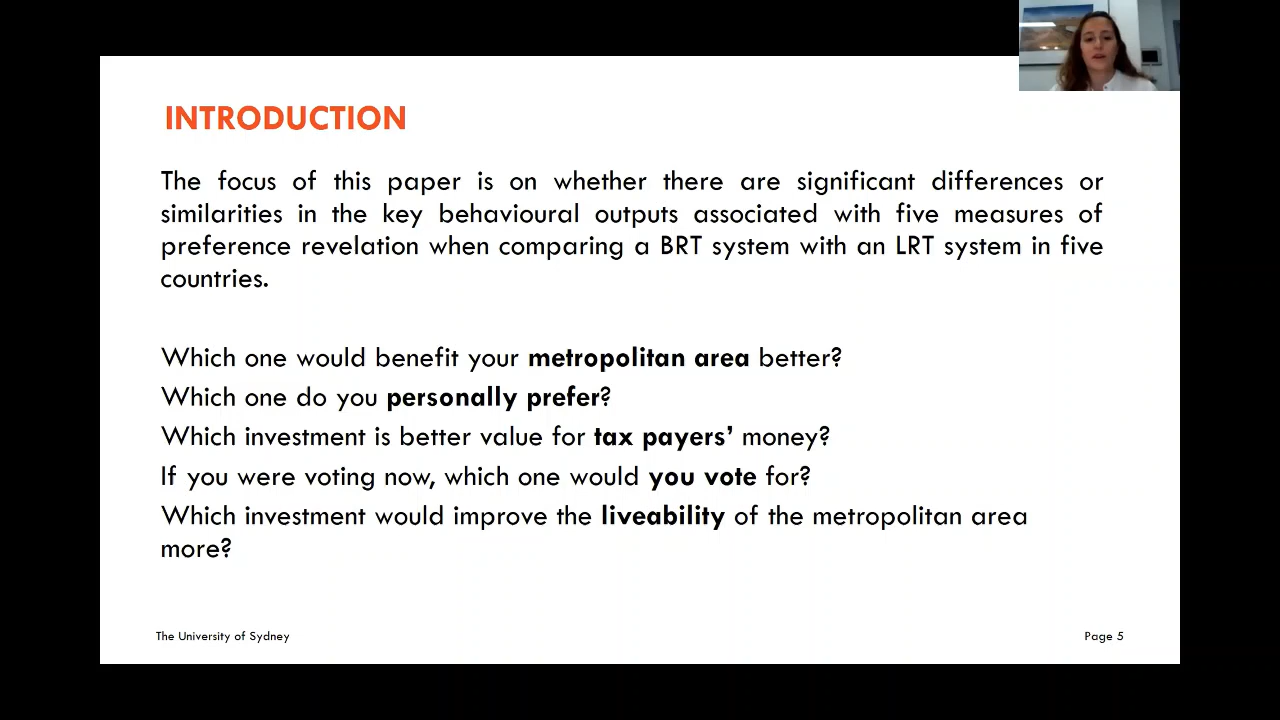 INTRODUCTION
The focus of this paper is on whether there are significant differences or
similarities in the key behavioural outputs associated with five measures of
preference revelation when comparing a BRT system with an LRT system in five
countries.
Which one would benefit your metropolitan area better?
Which one do you personally prefer?
Which investment is better value for tax payers’ money?
If you were voting now, which one would you vote for?
Which investment would improve the liveability of the metropolitan area
more?
The University of Sydney
Page 5